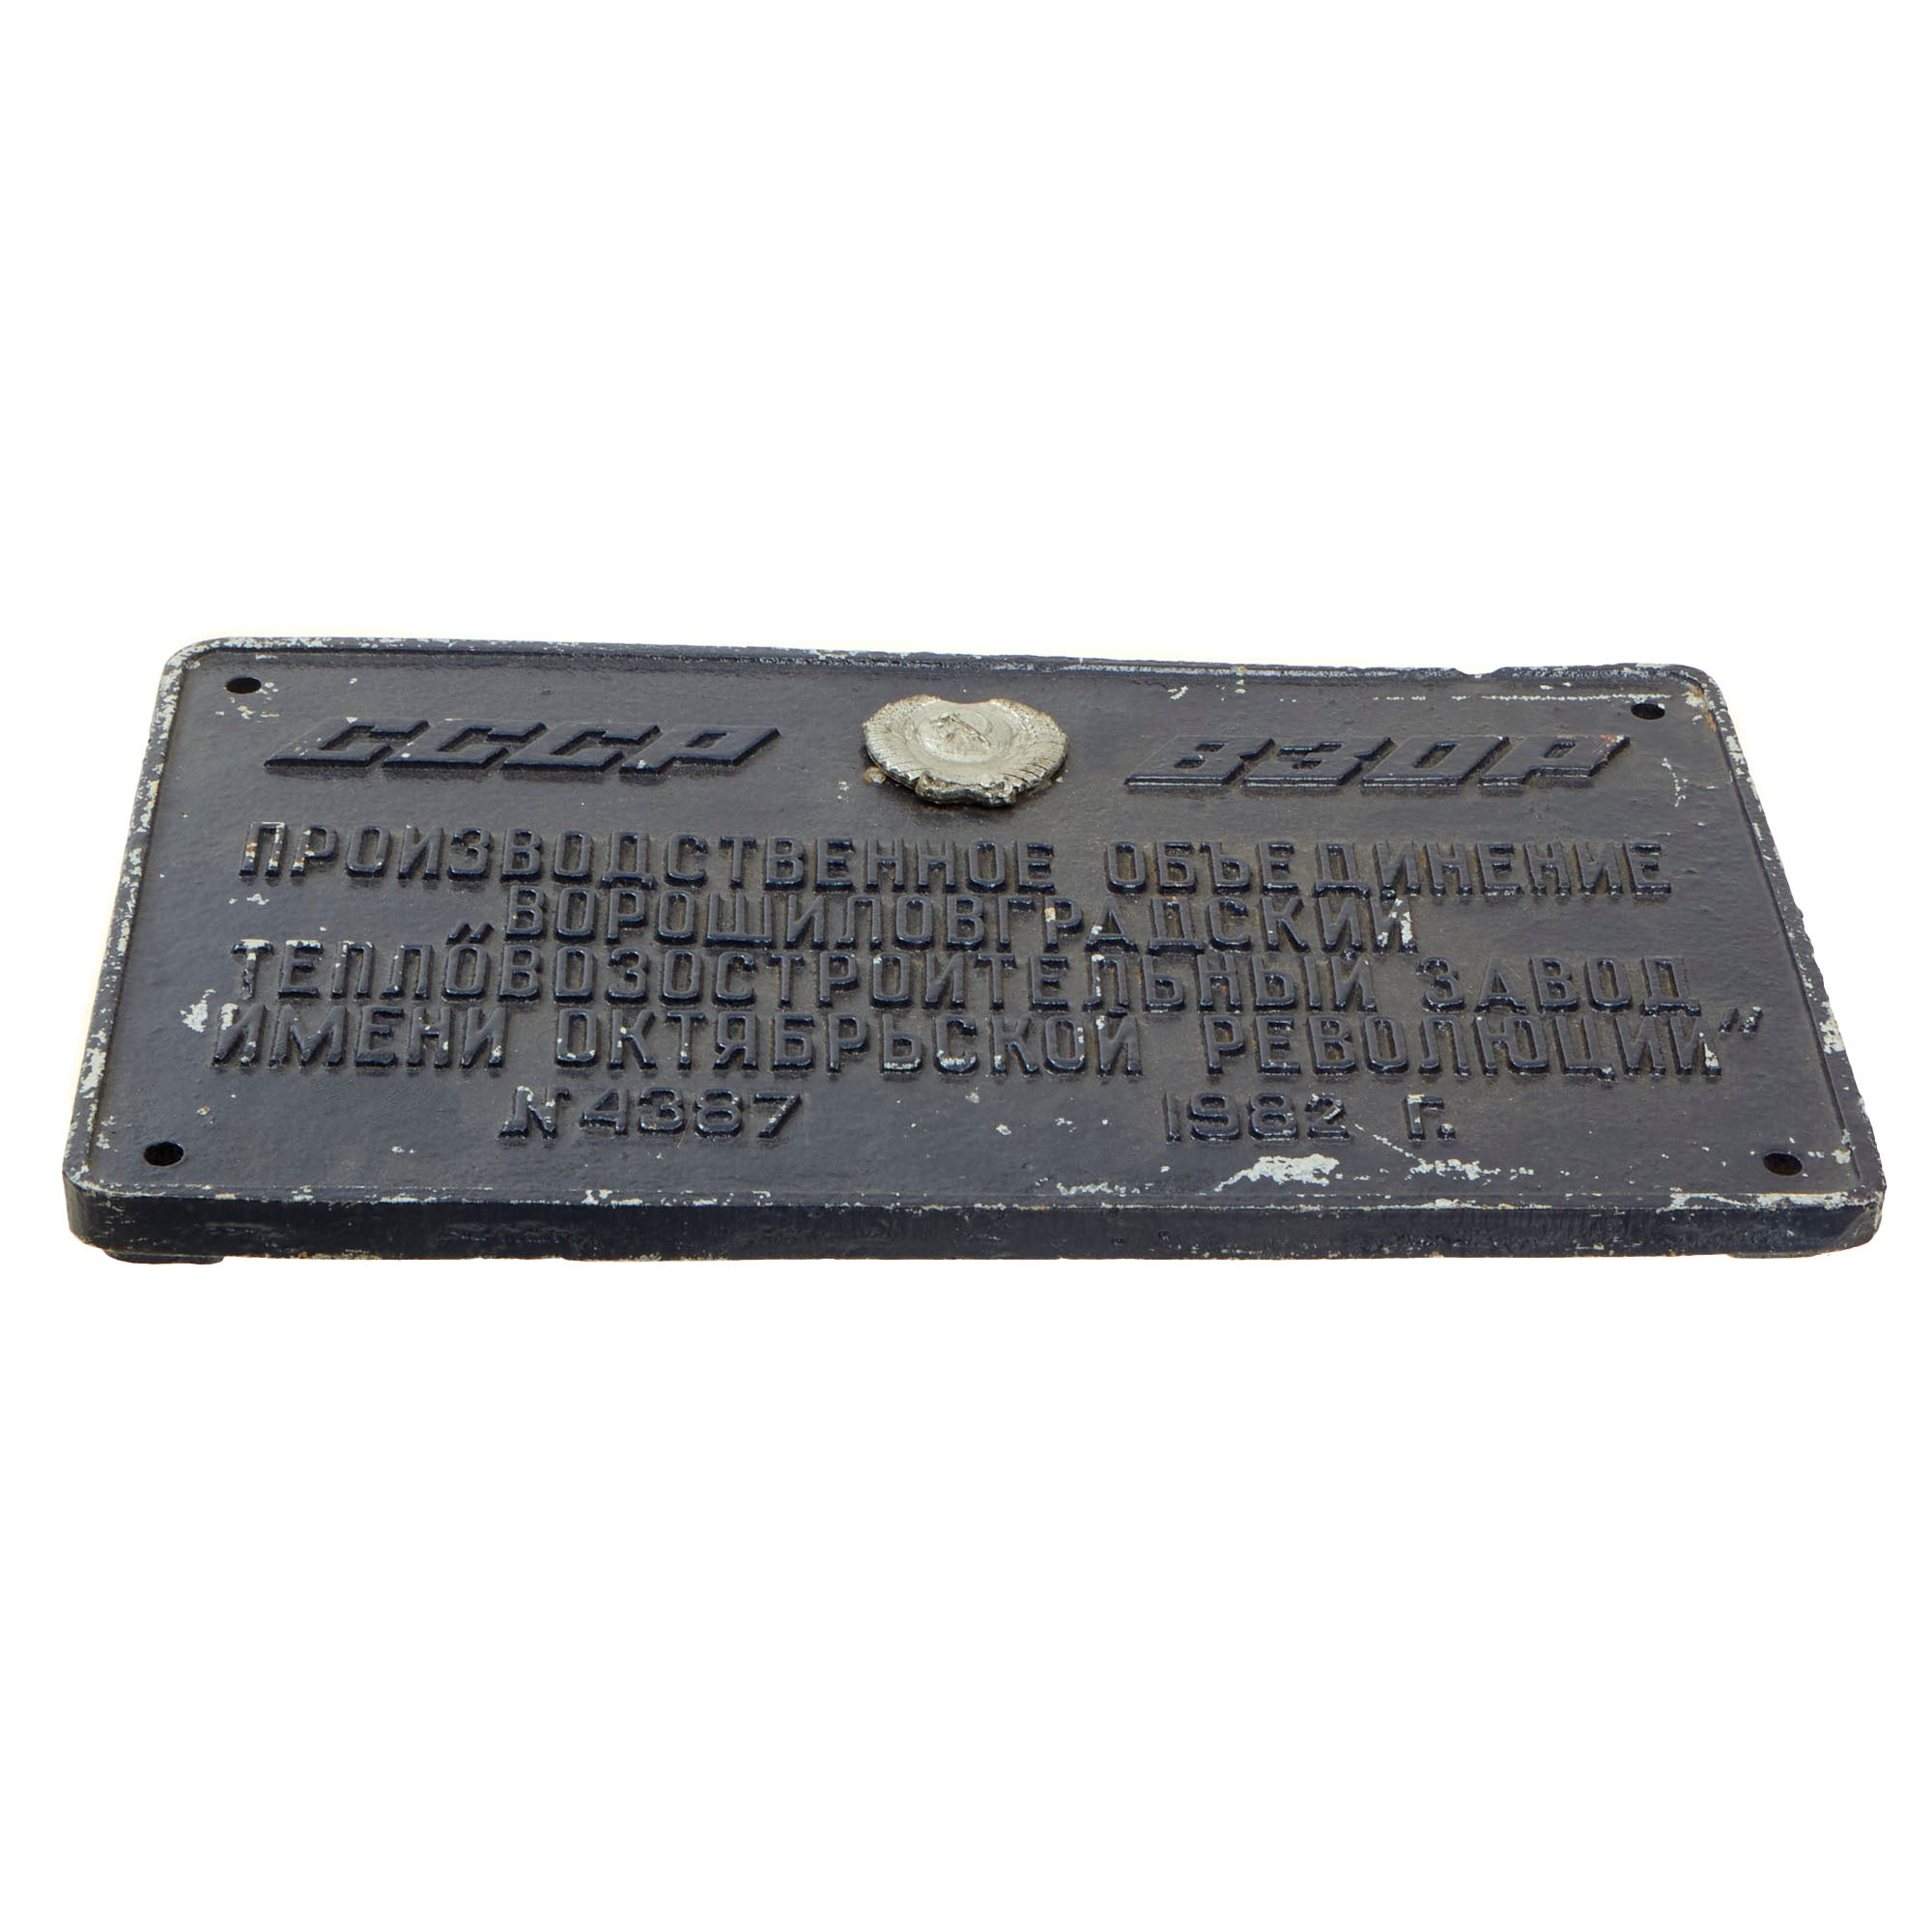 СССР ВЗОР
ПРОИЗВОДСТВЕННОЕ ОБЪЕДИНЕНИЕ
"ВОРОШИЛОВГРАДСКИЙ
ТЕПЛОВОЗОСТРОИТЕЛЬНЫЙ ЗАВОД
ИМЕНИ ОКТЯБРЬСКОЙ РЕВОЛЮЦИИ"
№4387 1982 Г.